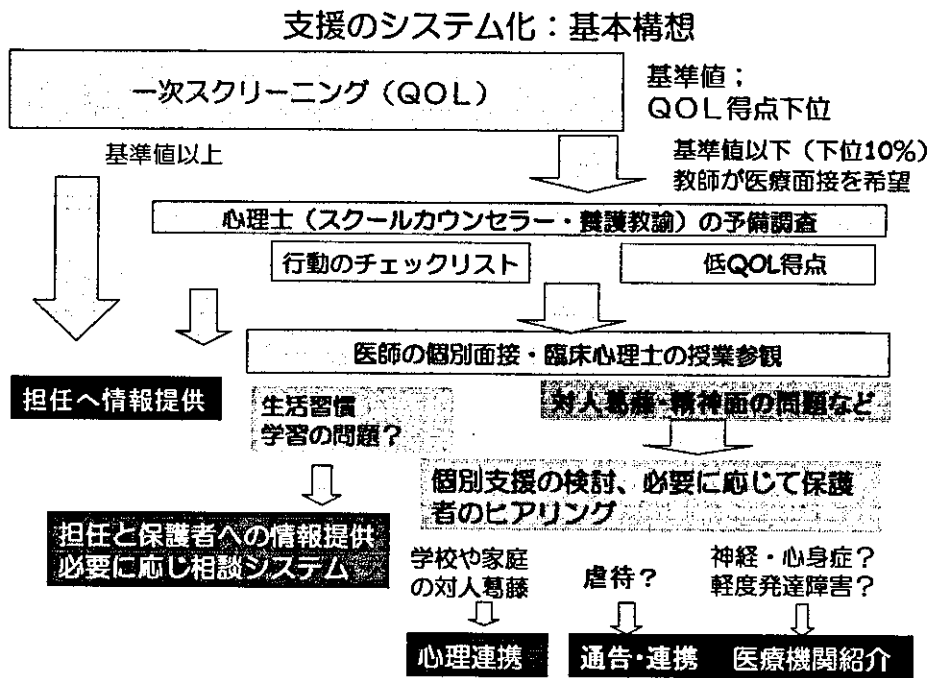 支援のシステム化：基本構想
一次スクリーニング（QOL）
基準値；
QOL得点下位
基準値以上
基準値以下（下位10％）
教師が医療面接を希望
心理士（スクールカウンセラー・養護教諭）の予備調査
行動のチェックリスト
低QOL得点
医師の個別面接・臨床心理士の授業参観
担任へ情報提供
生活習慣
学習の問題？
対人葛藤・精神面の問題など
個別支援の検討、必要に応じて保護
者のヒアリング
担任と保護者への情報提供
必要に応じ相談システム
学校や家庭
の対人葛藤
虐待？
神経・心身症？
軽度発達障害？
心理連携
通告・連携
医療機関紹介